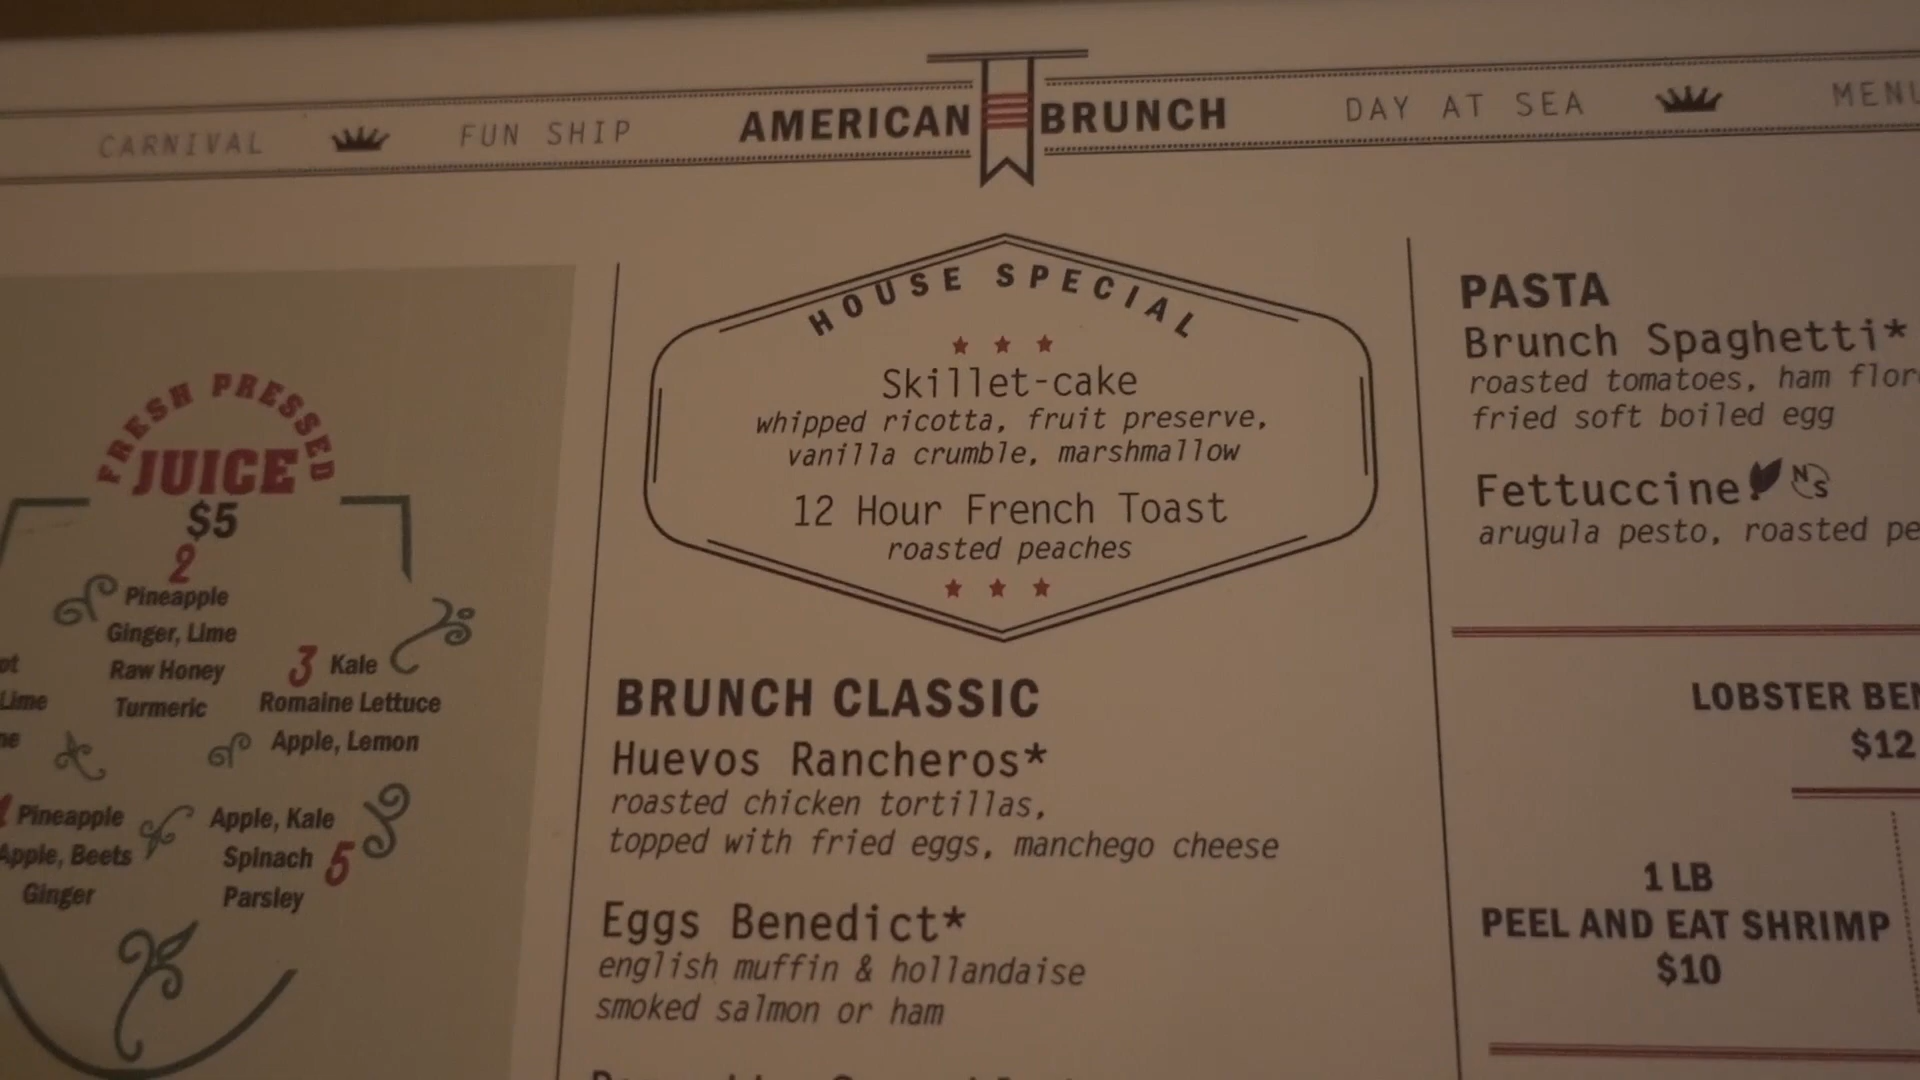 CARNIVAL FUN SHIP AMERICAN BRUNCH DAY AT SEA MENU
FRESH PRESSED
JUICE
$5
2
Pineapple
Ginger, Lime
Raw Honey
Turmeric
3 Kale
Romaine Lettuce
Apple, Lemon
Lime
Pineapple
Apple, Beets
Ginger
Apple, Kale
Spinach 5
Parsley
HOUSE SPECIAL
Skillet-cake
whipped ricotta, fruit preserve,
vanilla crumble, marshmallow
12 Hour French Toast
roasted peaches
BRUNCH CLASSIC
Huevos Rancheros*
roasted chicken tortillas,
topped with fried eggs, manchego cheese
Eggs Benedict*
english muffin & hollandaise
smoked salmon or ham
PASTA
Brunch Spaghetti*
roasted tomatoes, ham
fried soft boiled egg
Fettuccine NS
arugula pesto, roasted
LOBSTER
$12
1 LB
PEEL AND EAT SHRIMP
$10